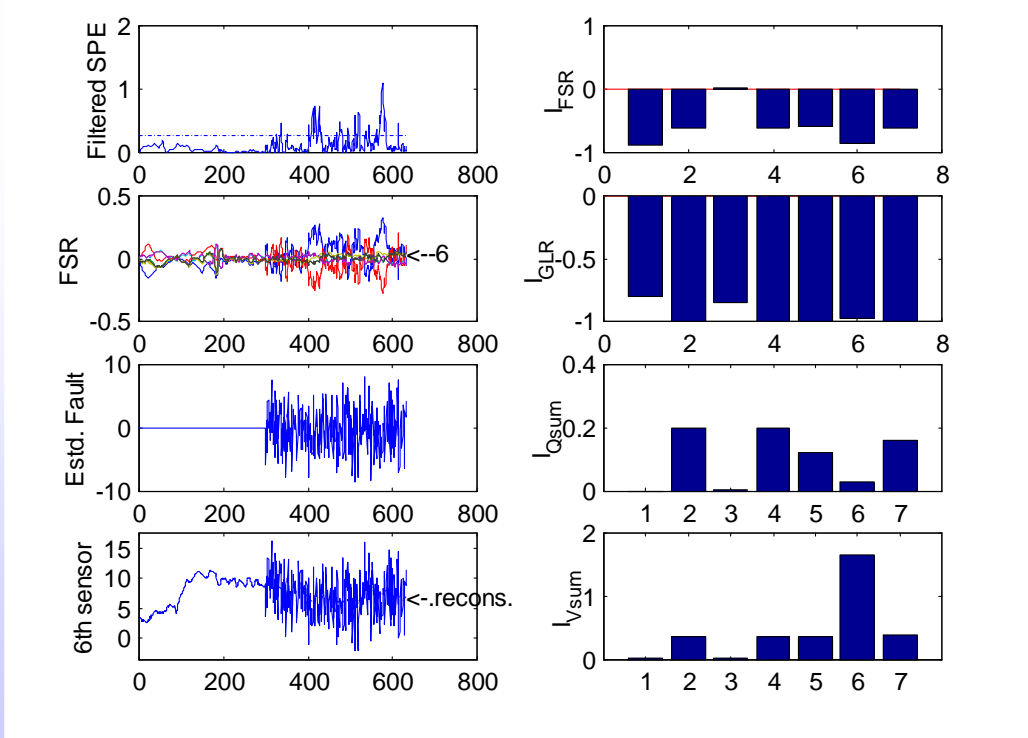 Filtered SPE
2
1
0
0 200 400 600 800
I_FSR
1
0
-1
0 2 4 6 8
FSR
0.5
0
-0.5
<--6
0 200 400 600 800
I_GLR
0
-0.5
-1
0 2 4 6 8
Estd. Fault
10
0
-10
0 200 400 600 800
I_Qsum
0.4
0.2
0
1 2 3 4 5 6 7
6th sensor
15
10
5
0
<-.recons.
0 200 400 600 800
I_Vsum
2
1
0
1 2 3 4 5 6 7